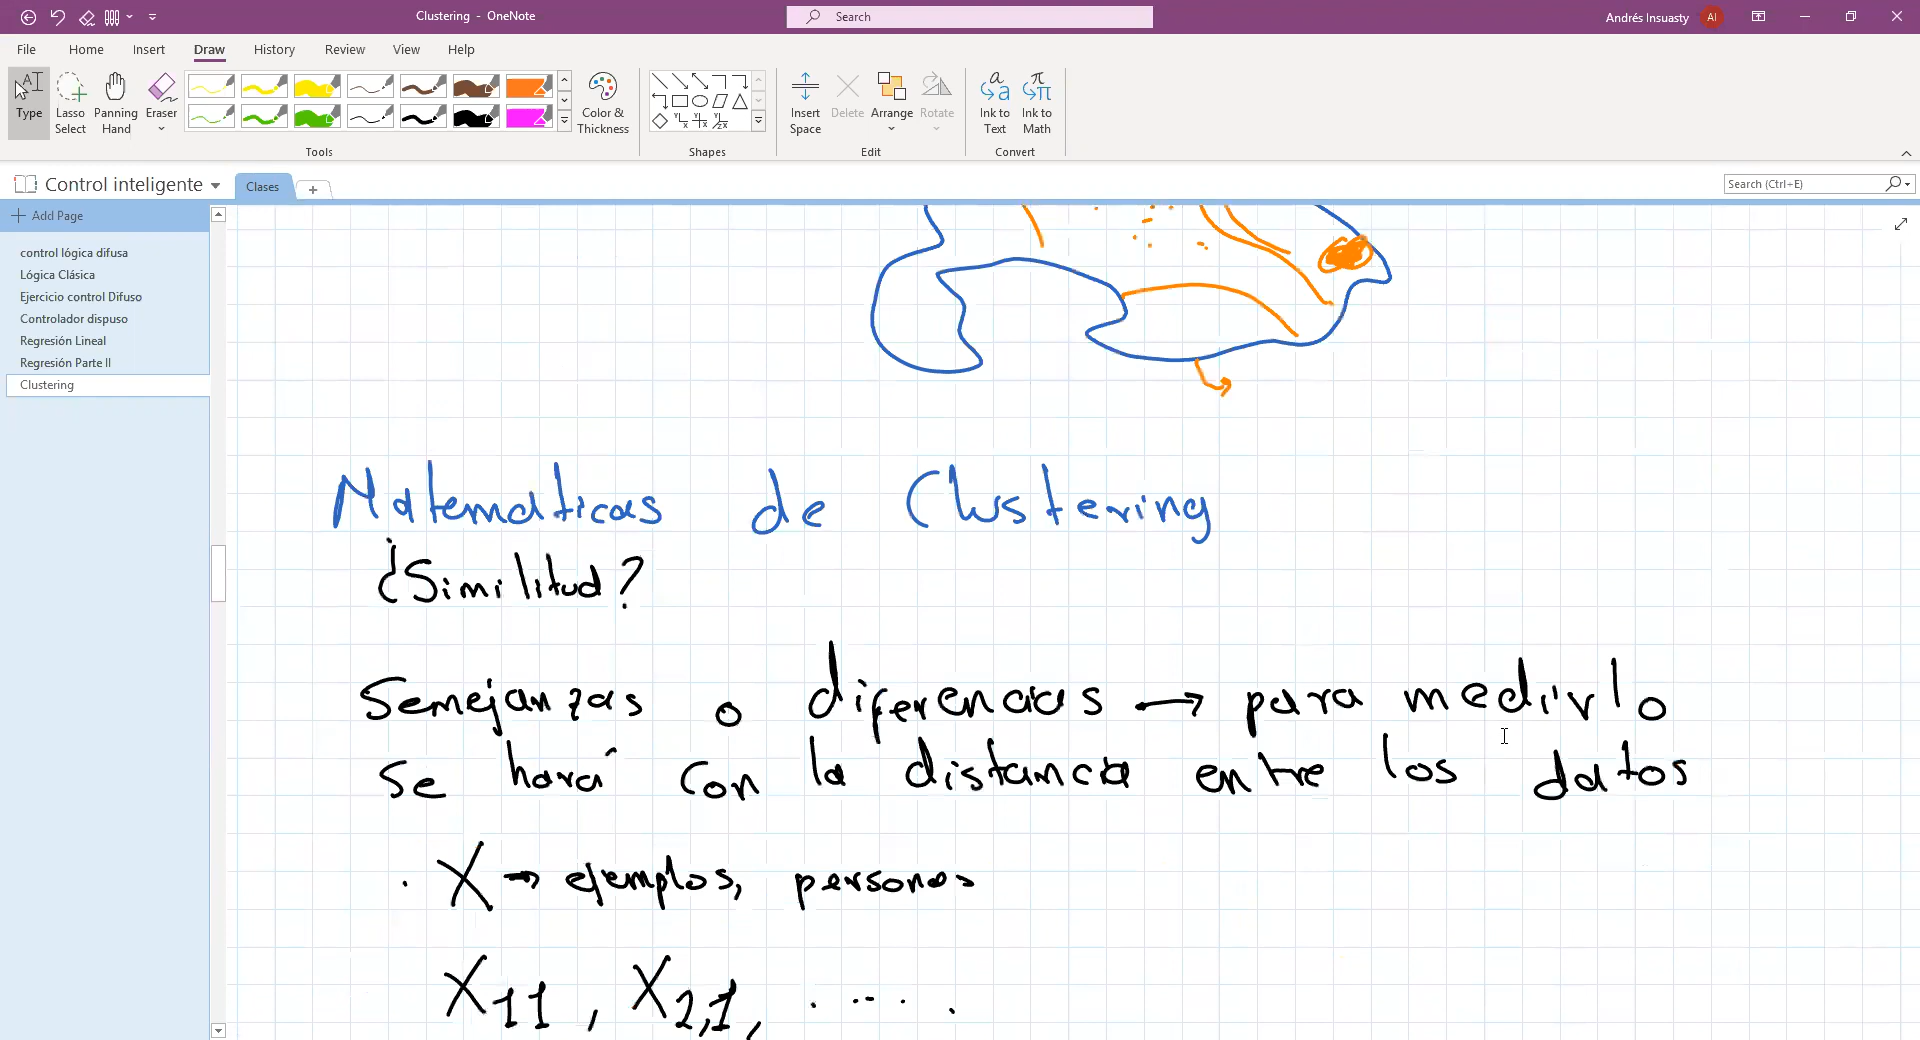 Clustering - OneNote
Search
Andrés Insuasty
AI
File Home Insert Draw History Review View Help
Type
Lasso Select
Panning Hand
Eraser
Color & Thickness
Insert Space
Delete
Arrange
Rotate
Ink to Text
Ink to Math
Tools
Shapes
Edit
Convert
Control inteligente
Clases
Search (Ctrl+E)
Add Page
control lógica difusa
Lógica Clásica
Ejercicio control Difuso
Controlador dispuso
Regresión Lineal
Regresión Parte II
Clustering
Matematicas de Clustering
¿Similitud?
Semejanzas o diferencias → para medirlo
se hará con la distancia entre los datos
. X → ejemplos, personas
X11, X2,1, .....